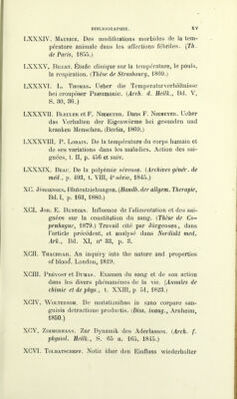 BIBLIOGRAPHIE. XV
LXXXIV. MAURICE. Des modifications morbides de la tem-
pérature animale dans les affections fébriles. (Th.
de Paris, 1855.)
LXXXV. BILLET. Étude clinique sur la température, le pouls,
la respiration. (Thèse de Strasbourg, 1869.)
LXXXVI. L. THOMAS. Ueber die Temperaturverhältnisse
bei croupöser Pneumonie. (Arch. d. Heilk., Bd. V,
S. 30, 36.)
LXXXVII. et F. NIEMEYER. Dans F. NIEMEYER. Ueber
das Verhalten der Eigenwärme bei gesunden und
kranken Menschen. (Berlin, 1869.)
LXXXVIII. P. LORAIN. De la température du corps humain et
de ses variations dans les maladies. Action des sai-
gnées, t. II, p. 456 et suiv.
LXXXIX. BEAU. De la polyémie séreuse. (Archives génér. de
méd., p. 403, t. VIII, 4e série, 1845.)
XC. JÜRGENSEN. Blutentziehungen. (Handb. der allgem. Therapie,
Bd. I, p. 163, 1880.)
XCI. JOH. E. BUNTZEN. Influence de l'alimentation et des sai-
gnées sur la constitution du sang. (Thèse de Co-
penhague, 1879.) Travail cité par Jürgensen, dans
l'article précédent, et analysé dans Nordiskt med.
Ark., Bd. XI, n° 33, p. 3.
XCII. THACKRAH. An inquiry into the nature and properties
of blood. London, 1819.
XCIII. PRÉVOST et DUMAS. Examen du sang et de son action
dans les divers phénomènes de la vie. (Annales de
chimie et de phys., t. XXIII, p. 51, 1823.)
XCIV. WOLTERSOM. De mutationibus in sano corpore san-
guinis detractione productis. (Diss. inaug., Arnheim,
1850.)
XCV. ZIMMERMANN. Zur Dynamik des Aderlasses. (Arch. f.
physiol. Heilk., S. 65 u. 165, 1845.)
XCVI. TOLMATSCHEFF. Notiz über den Einfluss wiederholter